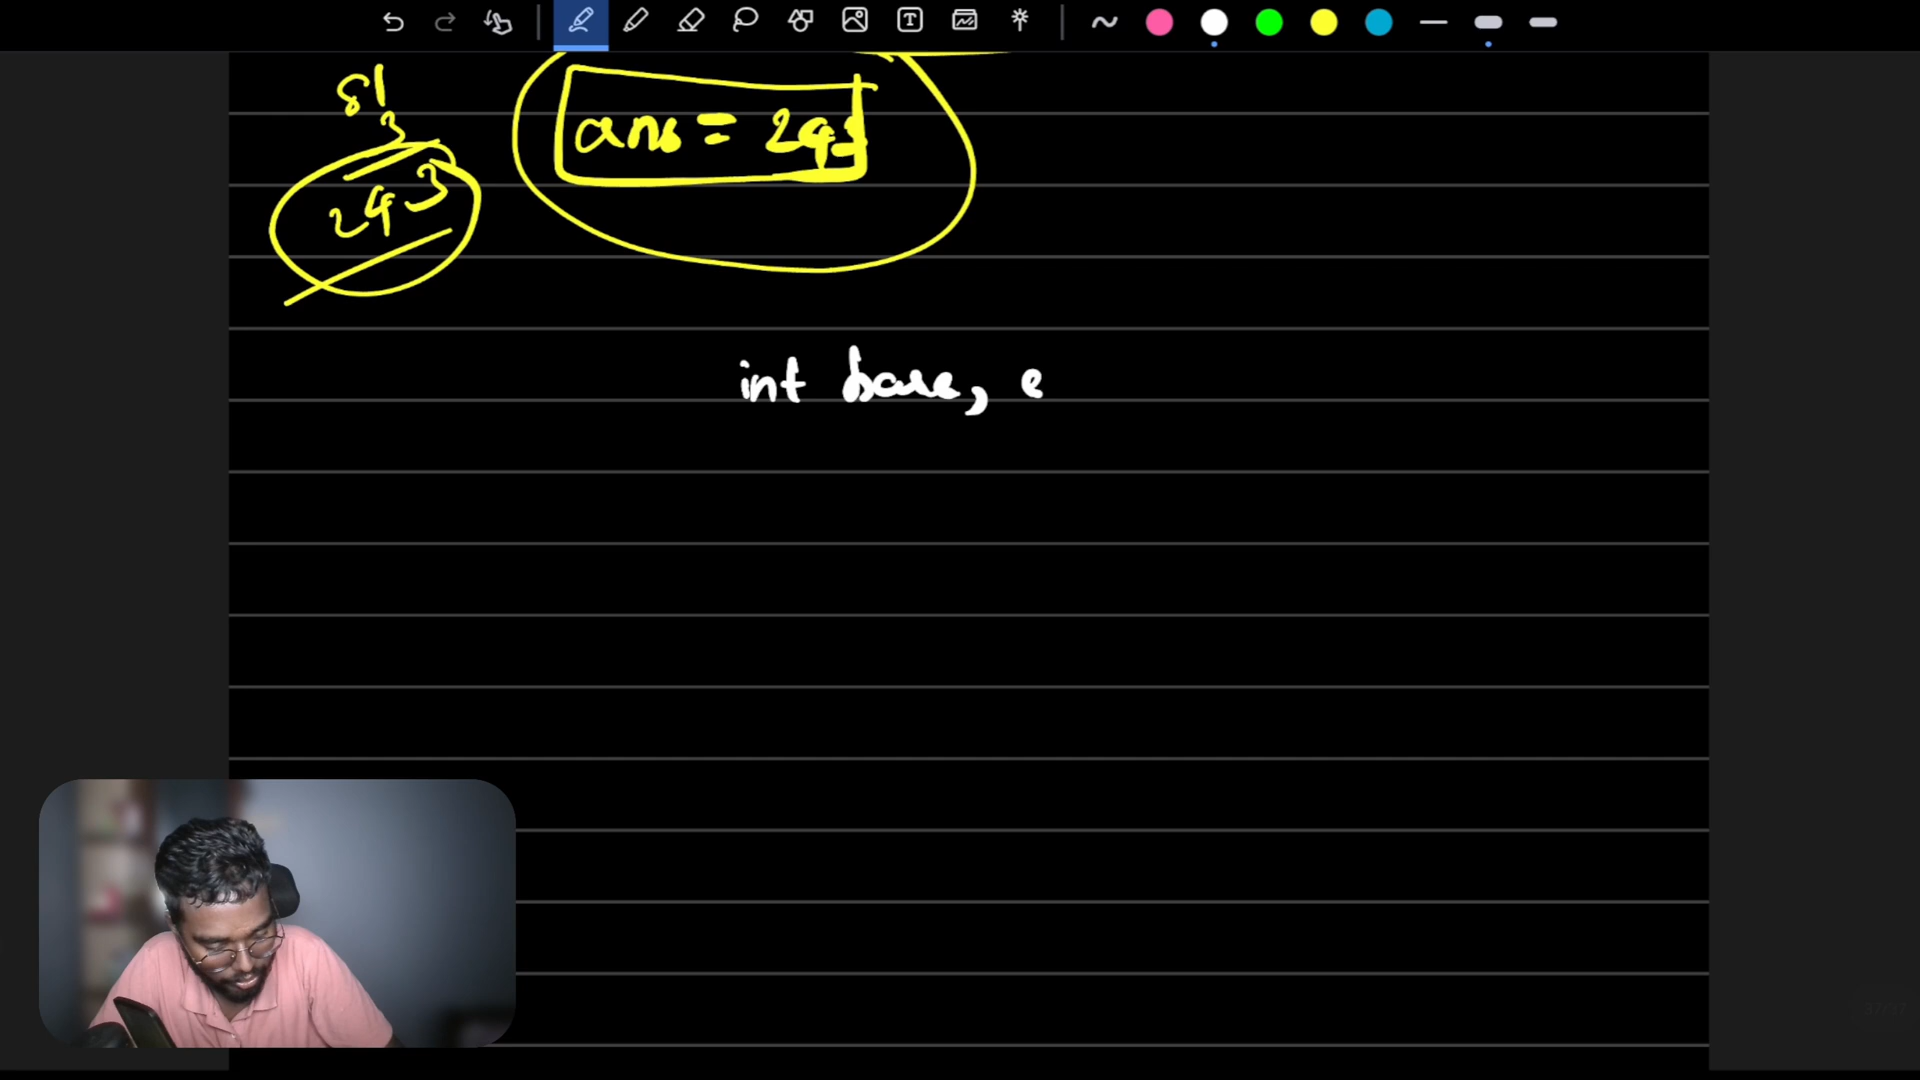 81
3
243
ans = 243
int base, e